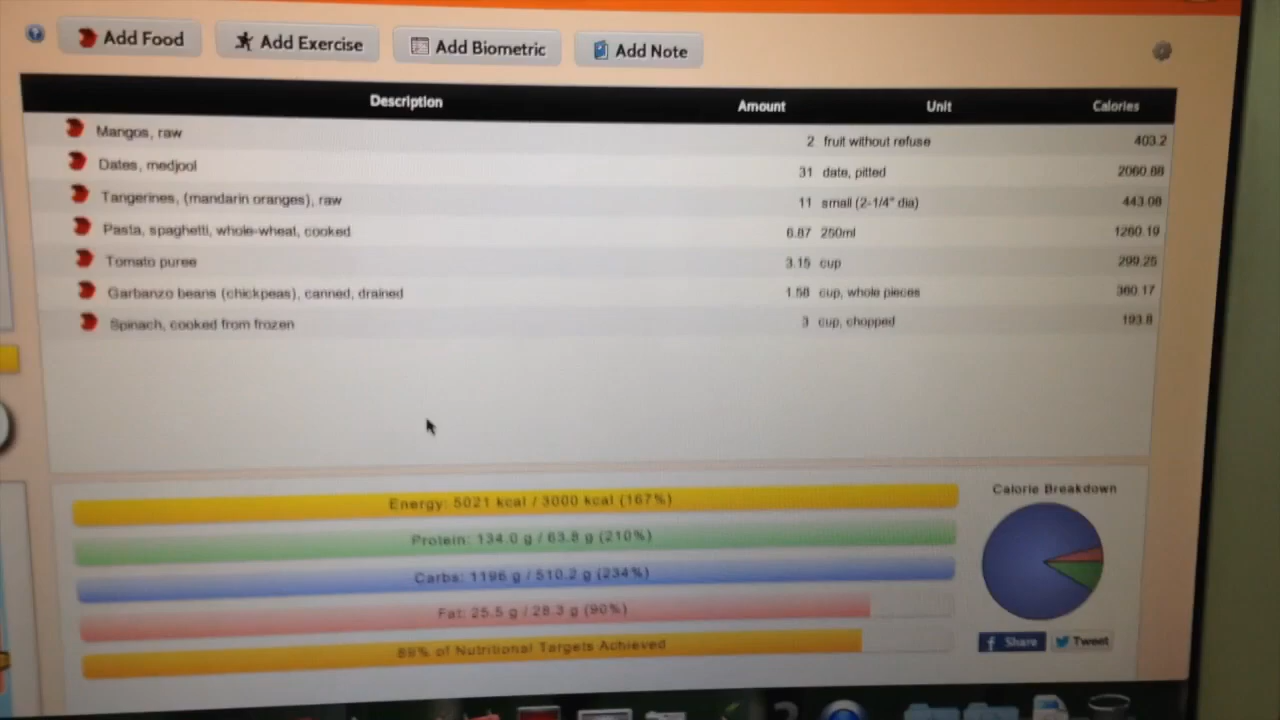 Add Food Add Exercise Add Biometric Add Note
Description Amount Unit Calories
Mangos, raw 2 fruit without refuse 403.2
Dates, medjool 31 date, pitted 2060.88
Tangerines, (mandarin oranges), raw 11 small (2-1/4" dia) 443.08
Pasta, spaghetti, whole-wheat, cooked 6.87 250ml 1260.19
Tomato puree 3.15 cup 299.25
Garbanzo beans (chickpeas), canned, drained 1.58 cup, whole pieces 360.17
Spinach, cooked from frozen 3 cup, chopped 193.8
Energy: 5021 kcal / 3000 kcal (167%)
Protein: 134.0 g / 63.8 g (210%)
Carbs: 1196 g / 510.2 g (234%)
Fat: 25.5 g / 28.3 g (90%)
89% of Nutritional Targets Achieved
Calorie Breakdown
f Share Tweet